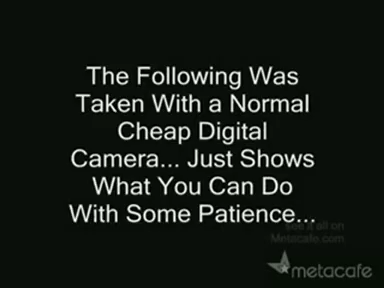 The Following Was
Taken With a Normal
Cheap Digital
Camera... Just Shows
What You Can Do
With Some Patience...
see it all on
Metacafe.com
metacafe